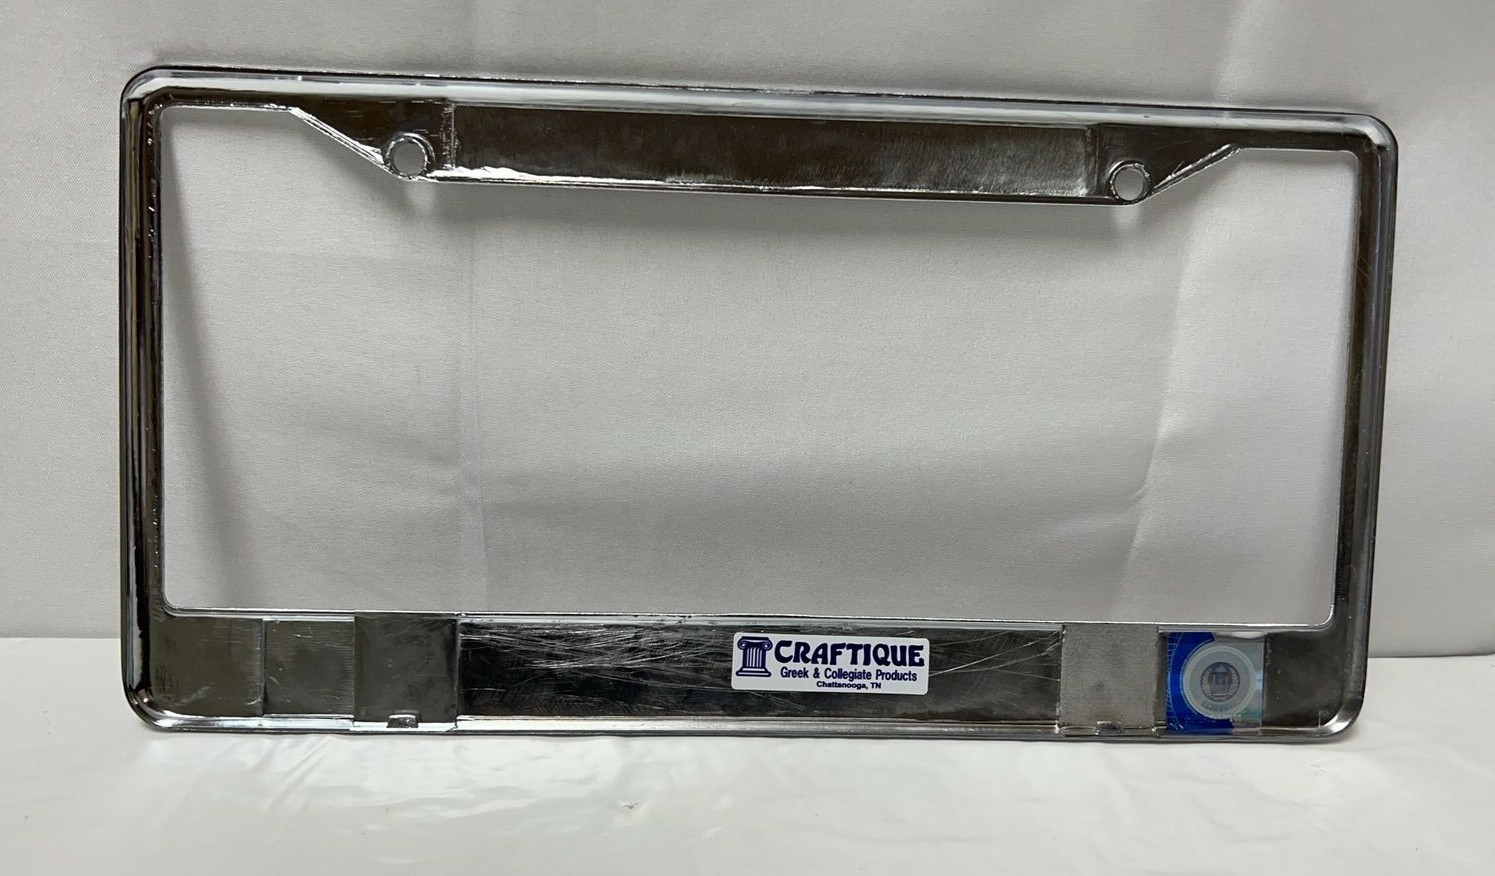 CRAFTIQUE
Greek & Collegiate Products
Chattanooga, TN